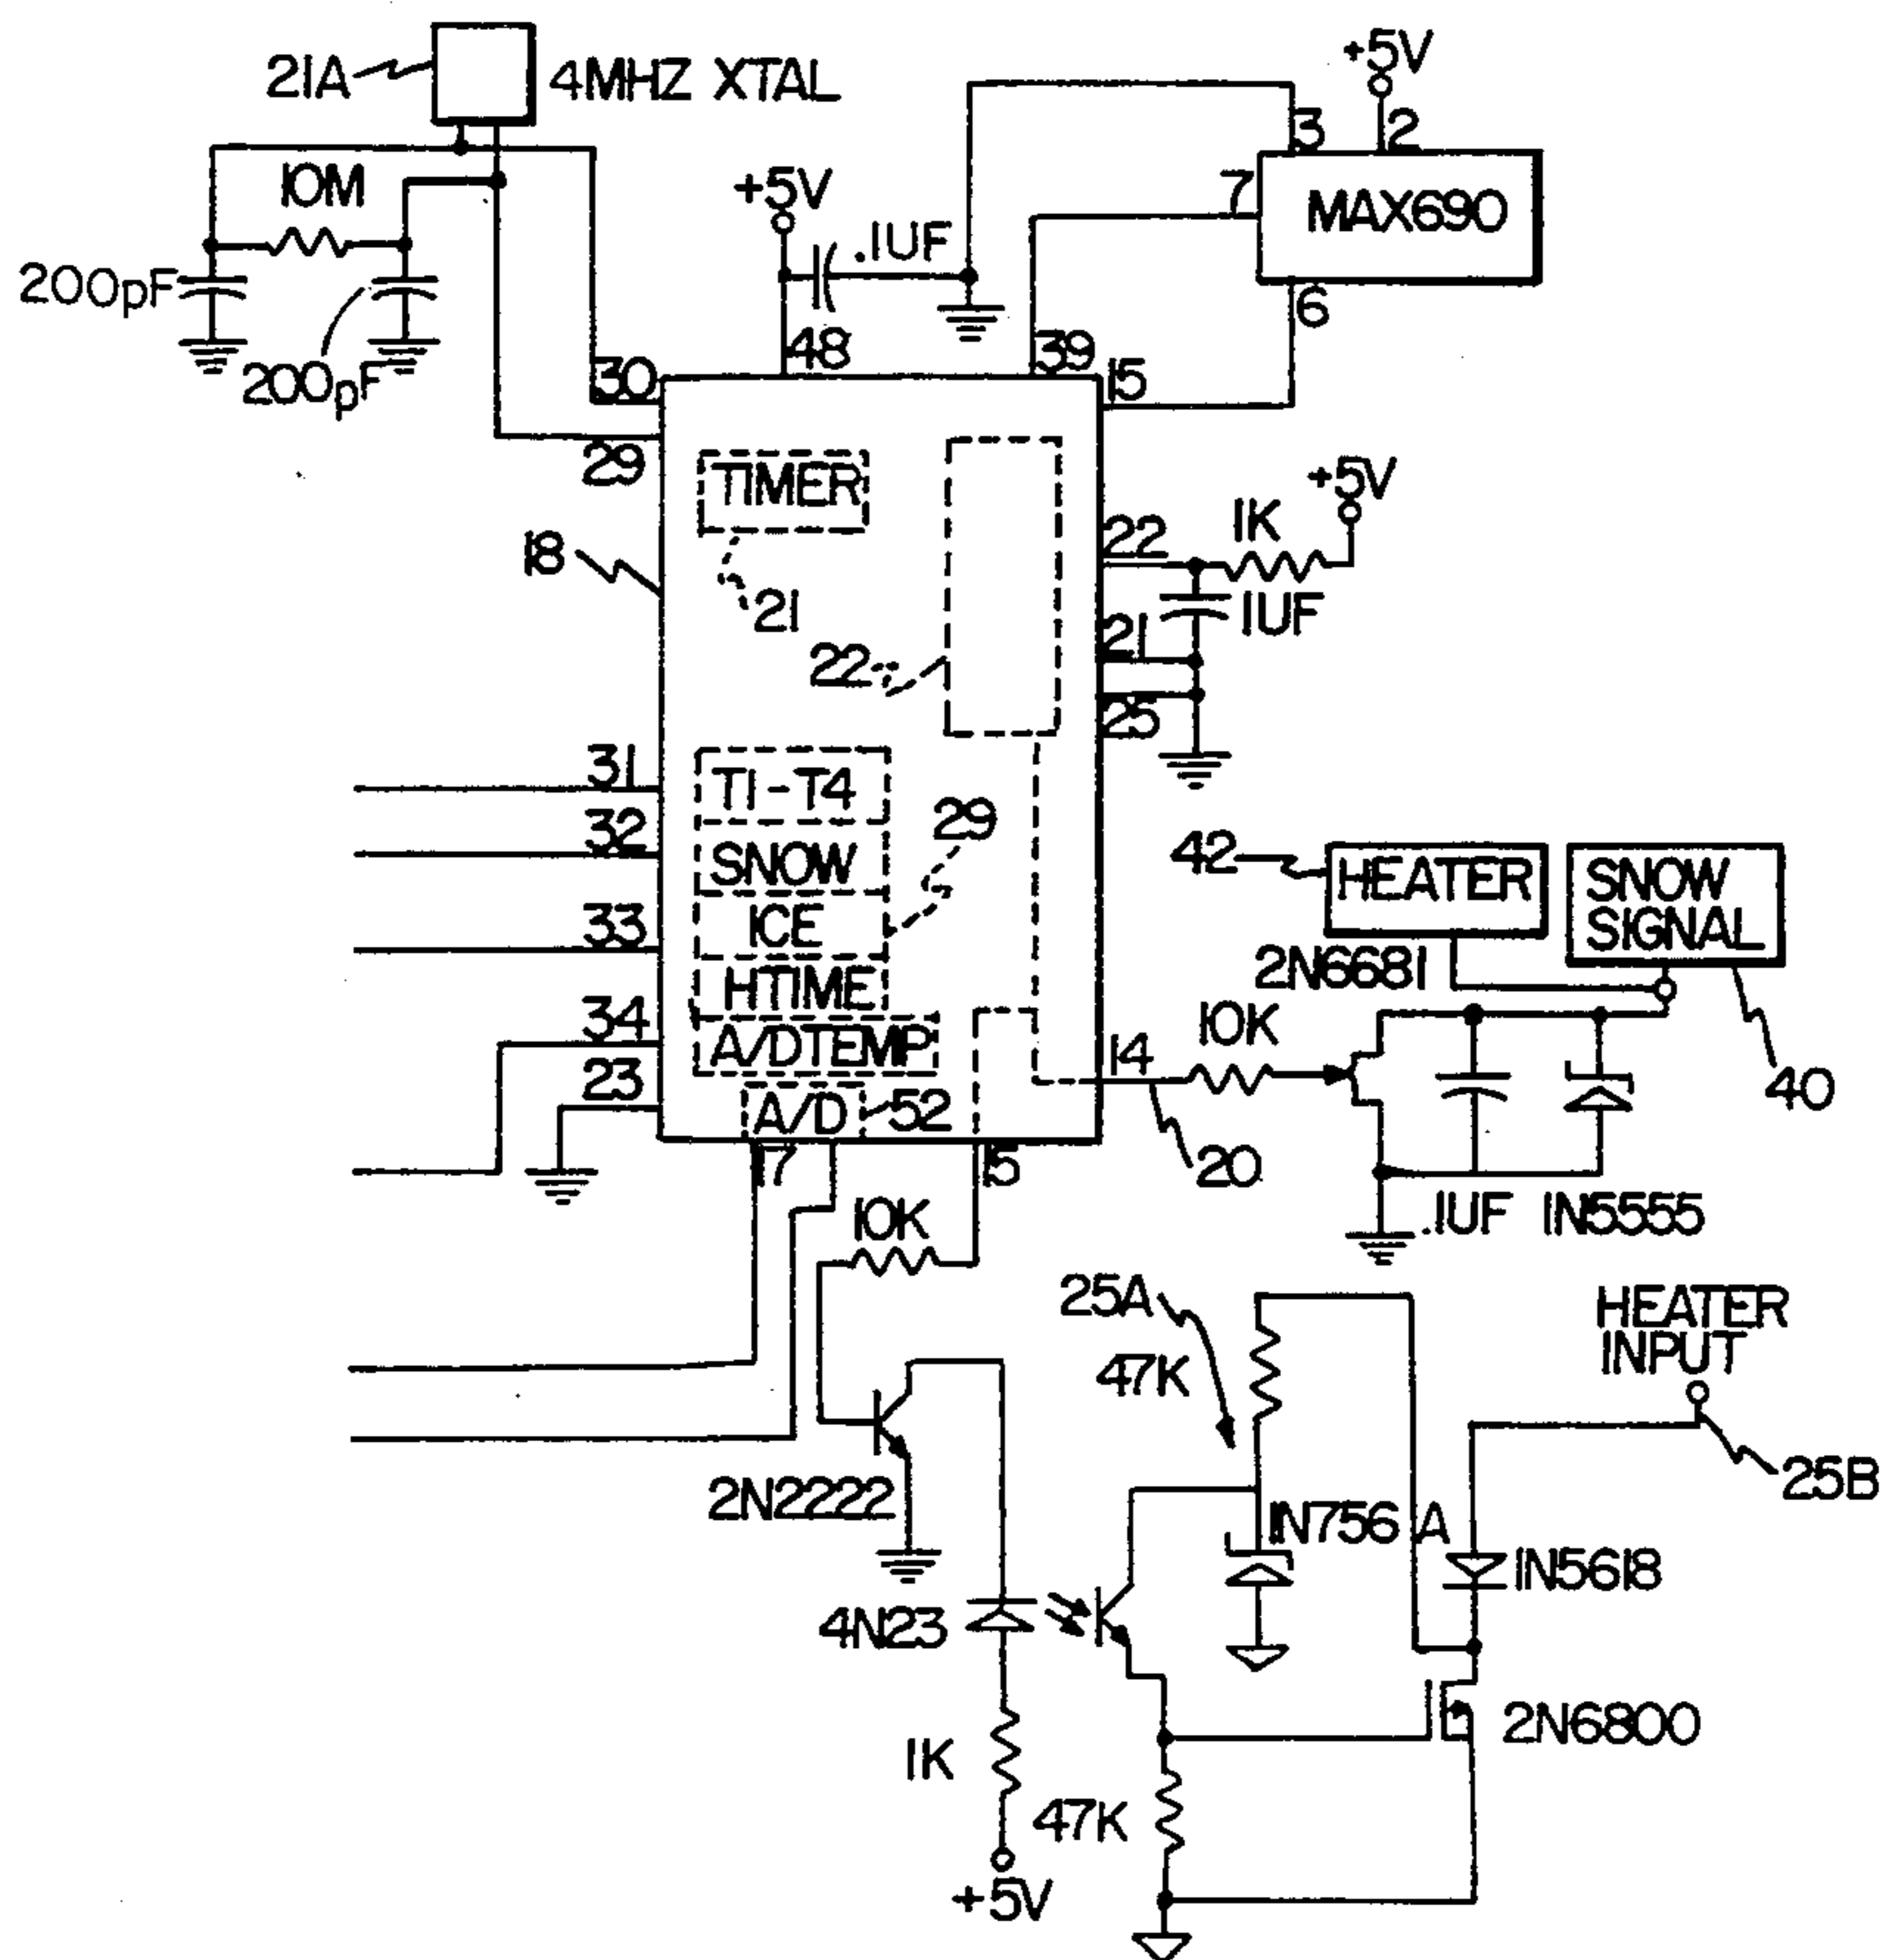 21A
4MHZ XTAL
+5V
3
2
10M
7
MAX690
+5V
.1UF
200pF
6
200pF
48
39
15
30
29
TIMER
+5V
1K
22
18
21
1UF
21
22
25
31
T1-T4
29
32
SNOW
42
HEATER
SNOW
SIGNAL
33
ICE
2N6681
HTIME
34
A/DTEMP
10K
14
23
A/D
52
40
17
15
20
10K
.1UF
1N5555
25A
HEATER
INPUT
47K
2N2222
1N756 A
25B
1N5618
4N23
2N6800
1K
47K
+5V